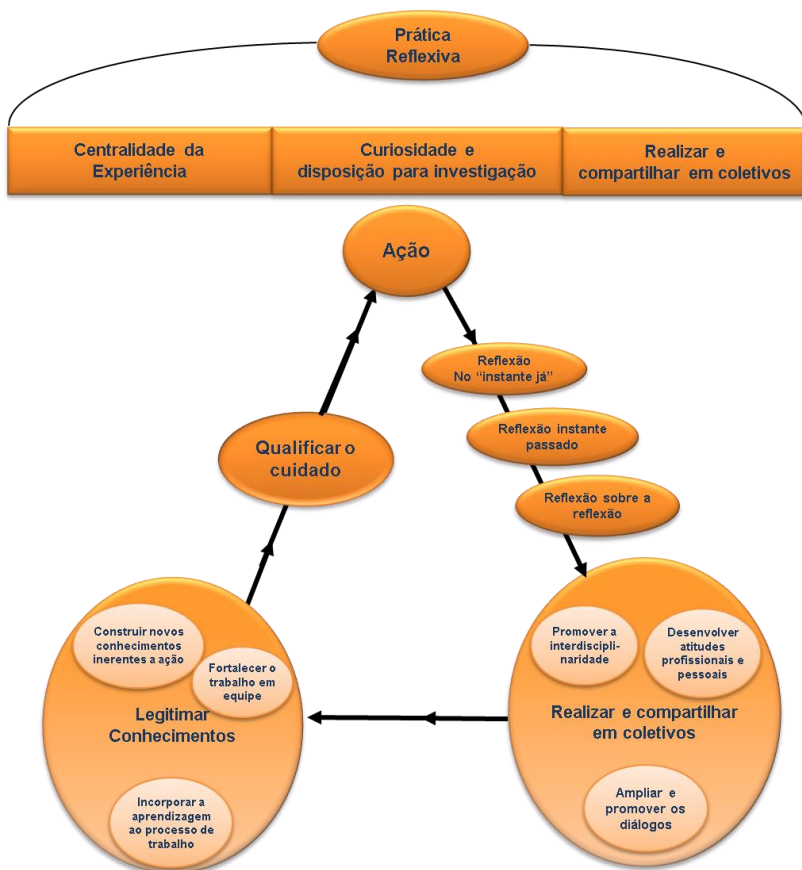 Prática
Reflexiva
Centralidade da
Experiência
Curiosidade e
disposição para investigação
Realizar e
compartilhar em coletivos
Ação
Reflexão
No “instante já”
Reflexão instante
passado
Reflexão sobre a
reflexão
Qualificar o
cuidado
Construir novos
conhecimentos
inerentes a ação
Fortalecer o
trabalho em
equipe
Legitimar
Conhecimentos
Incorporar a
aprendizagem
ao processo de
trabalho
Promover a
interdiscipli-
naridade
Desenvolver
atitudes
profissionais e
pessoais
Realizar e compartilhar
em coletivos
Ampliar e
promover os
diálogos